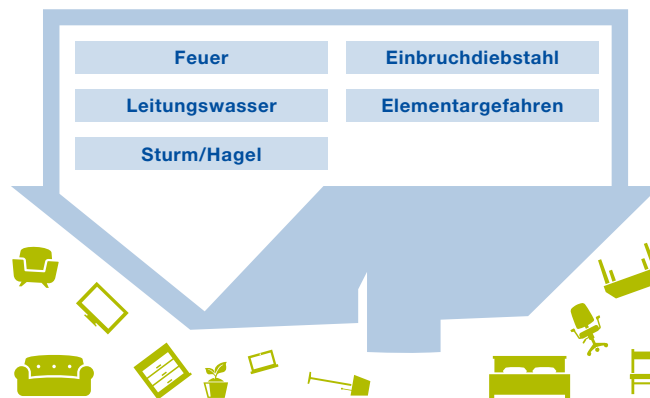 Feuer
Einbruchdiebstahl
Leitungswasser
Elementargefahren
Sturm/Hagel